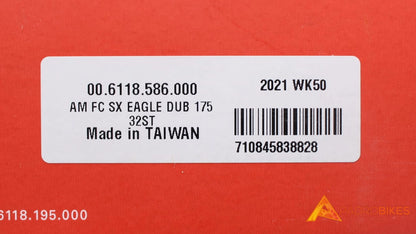 00.6118.586.000
2021 WK50
AM FC SX EAGLE DUB 175
32ST
Made in TAIWAN
710845838828
.6118.195.000